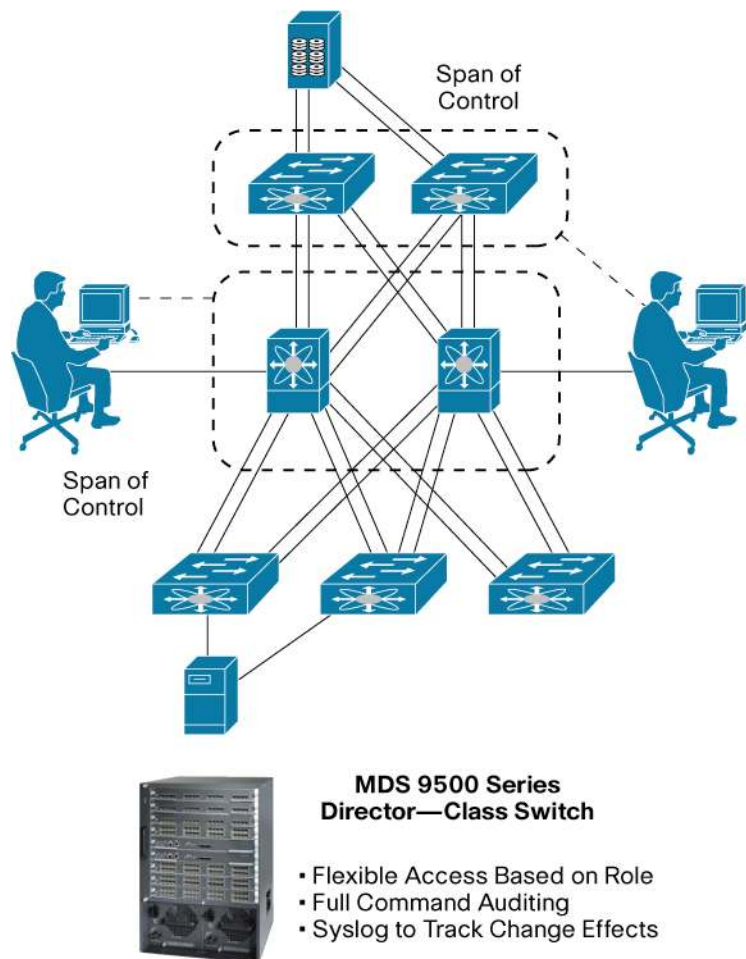 Span of
Control
Span of
Control
MDS 9500 Series
Director—Class Switch
▪ Flexible Access Based on Role
▪ Full Command Auditing
▪ Syslog to Track Change Effects